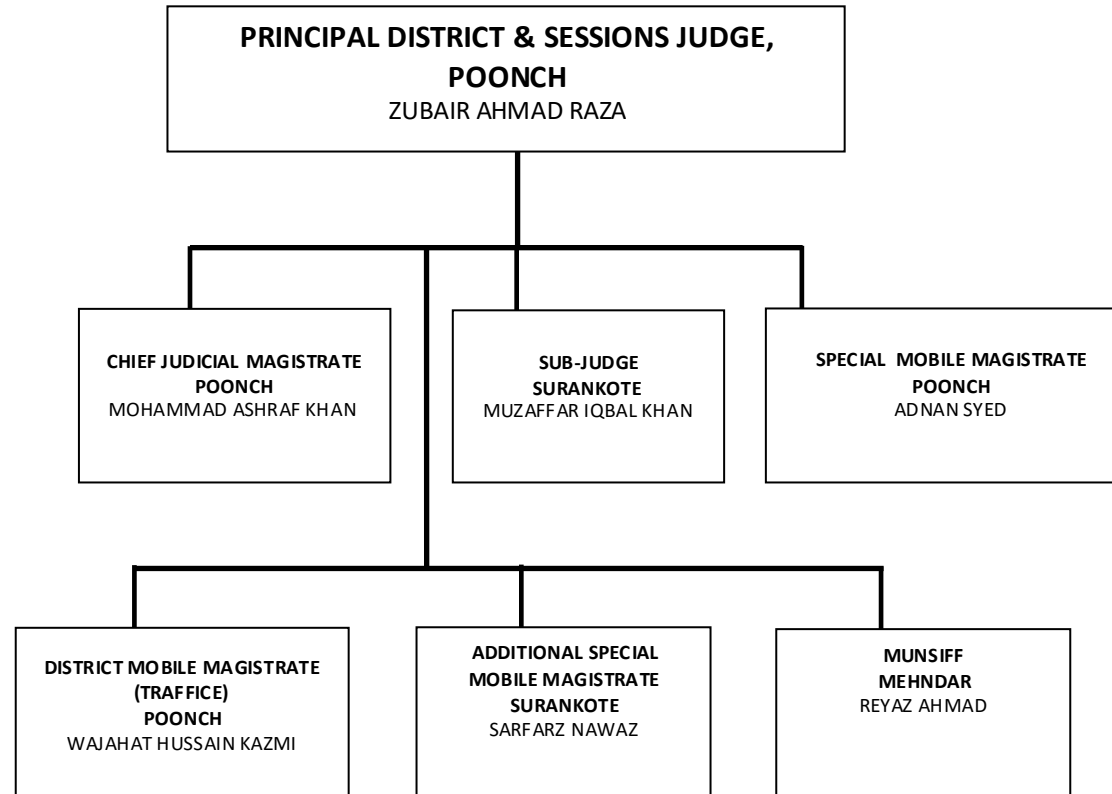 PRINCIPAL DISTRICT & SESSIONS JUDGE,
POONCH
ZUBAIR AHMAD RAZA
CHIEF JUDICIAL MAGISTRATE
POONCH
MOHAMMAD ASHRAF KHAN
SUB-JUDGE
SURANKOTE
MUZAFFAR IQBAL KHAN
SPECIAL MOBILE MAGISTRATE
POONCH
ADNAN SYED
DISTRICT MOBILE MAGISTRATE
(TRAFFICE)
POONCH
WAJAHAT HUSSAIN KAZMI
ADDITIONAL SPECIAL
MOBILE MAGISTRATE
SURANKOTE
SARFARZ NAWAZ
MUNSIFF
MEHNDAR
REYAZ AHMAD